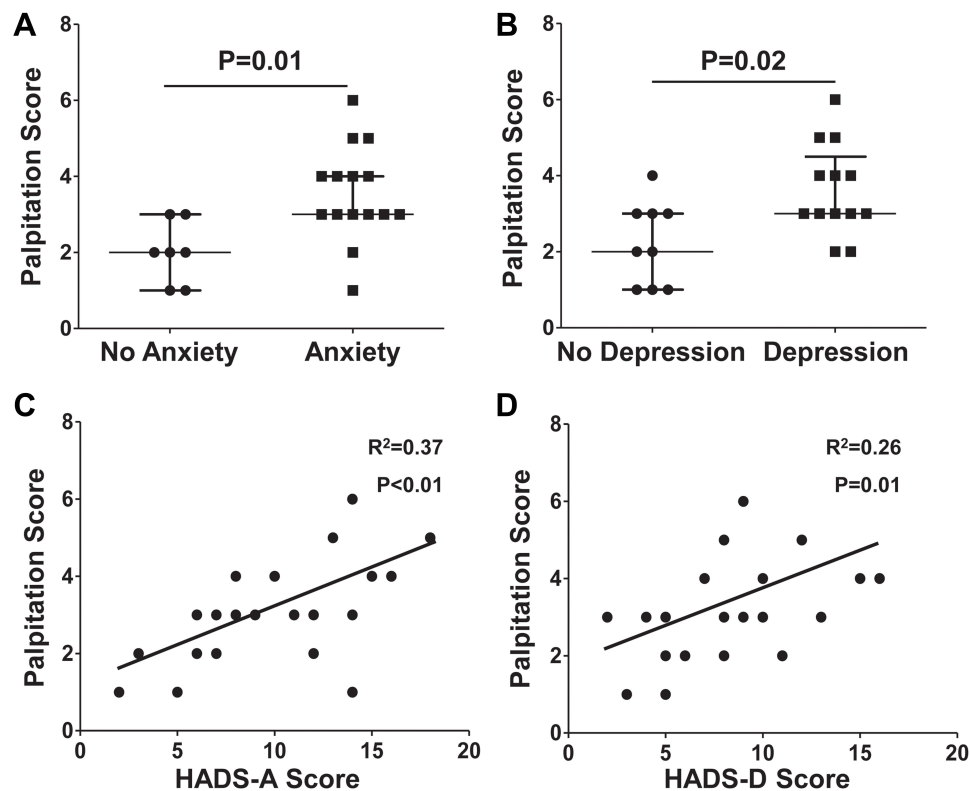 A
Palpitation Score
8
6
4
2
0
P=0.01
No Anxiety
Anxiety
B
Palpitation Score
8
6
4
2
0
P=0.02
No Depression
Depression
C
Palpitation Score
8
6
4
2
0
R²=0.37
P<0.01
0
5
10
15
20
HADS-A Score
D
Palpitation Score
8
6
4
2
0
R²=0.26
P=0.01
0
5
10
15
20
HADS-D Score